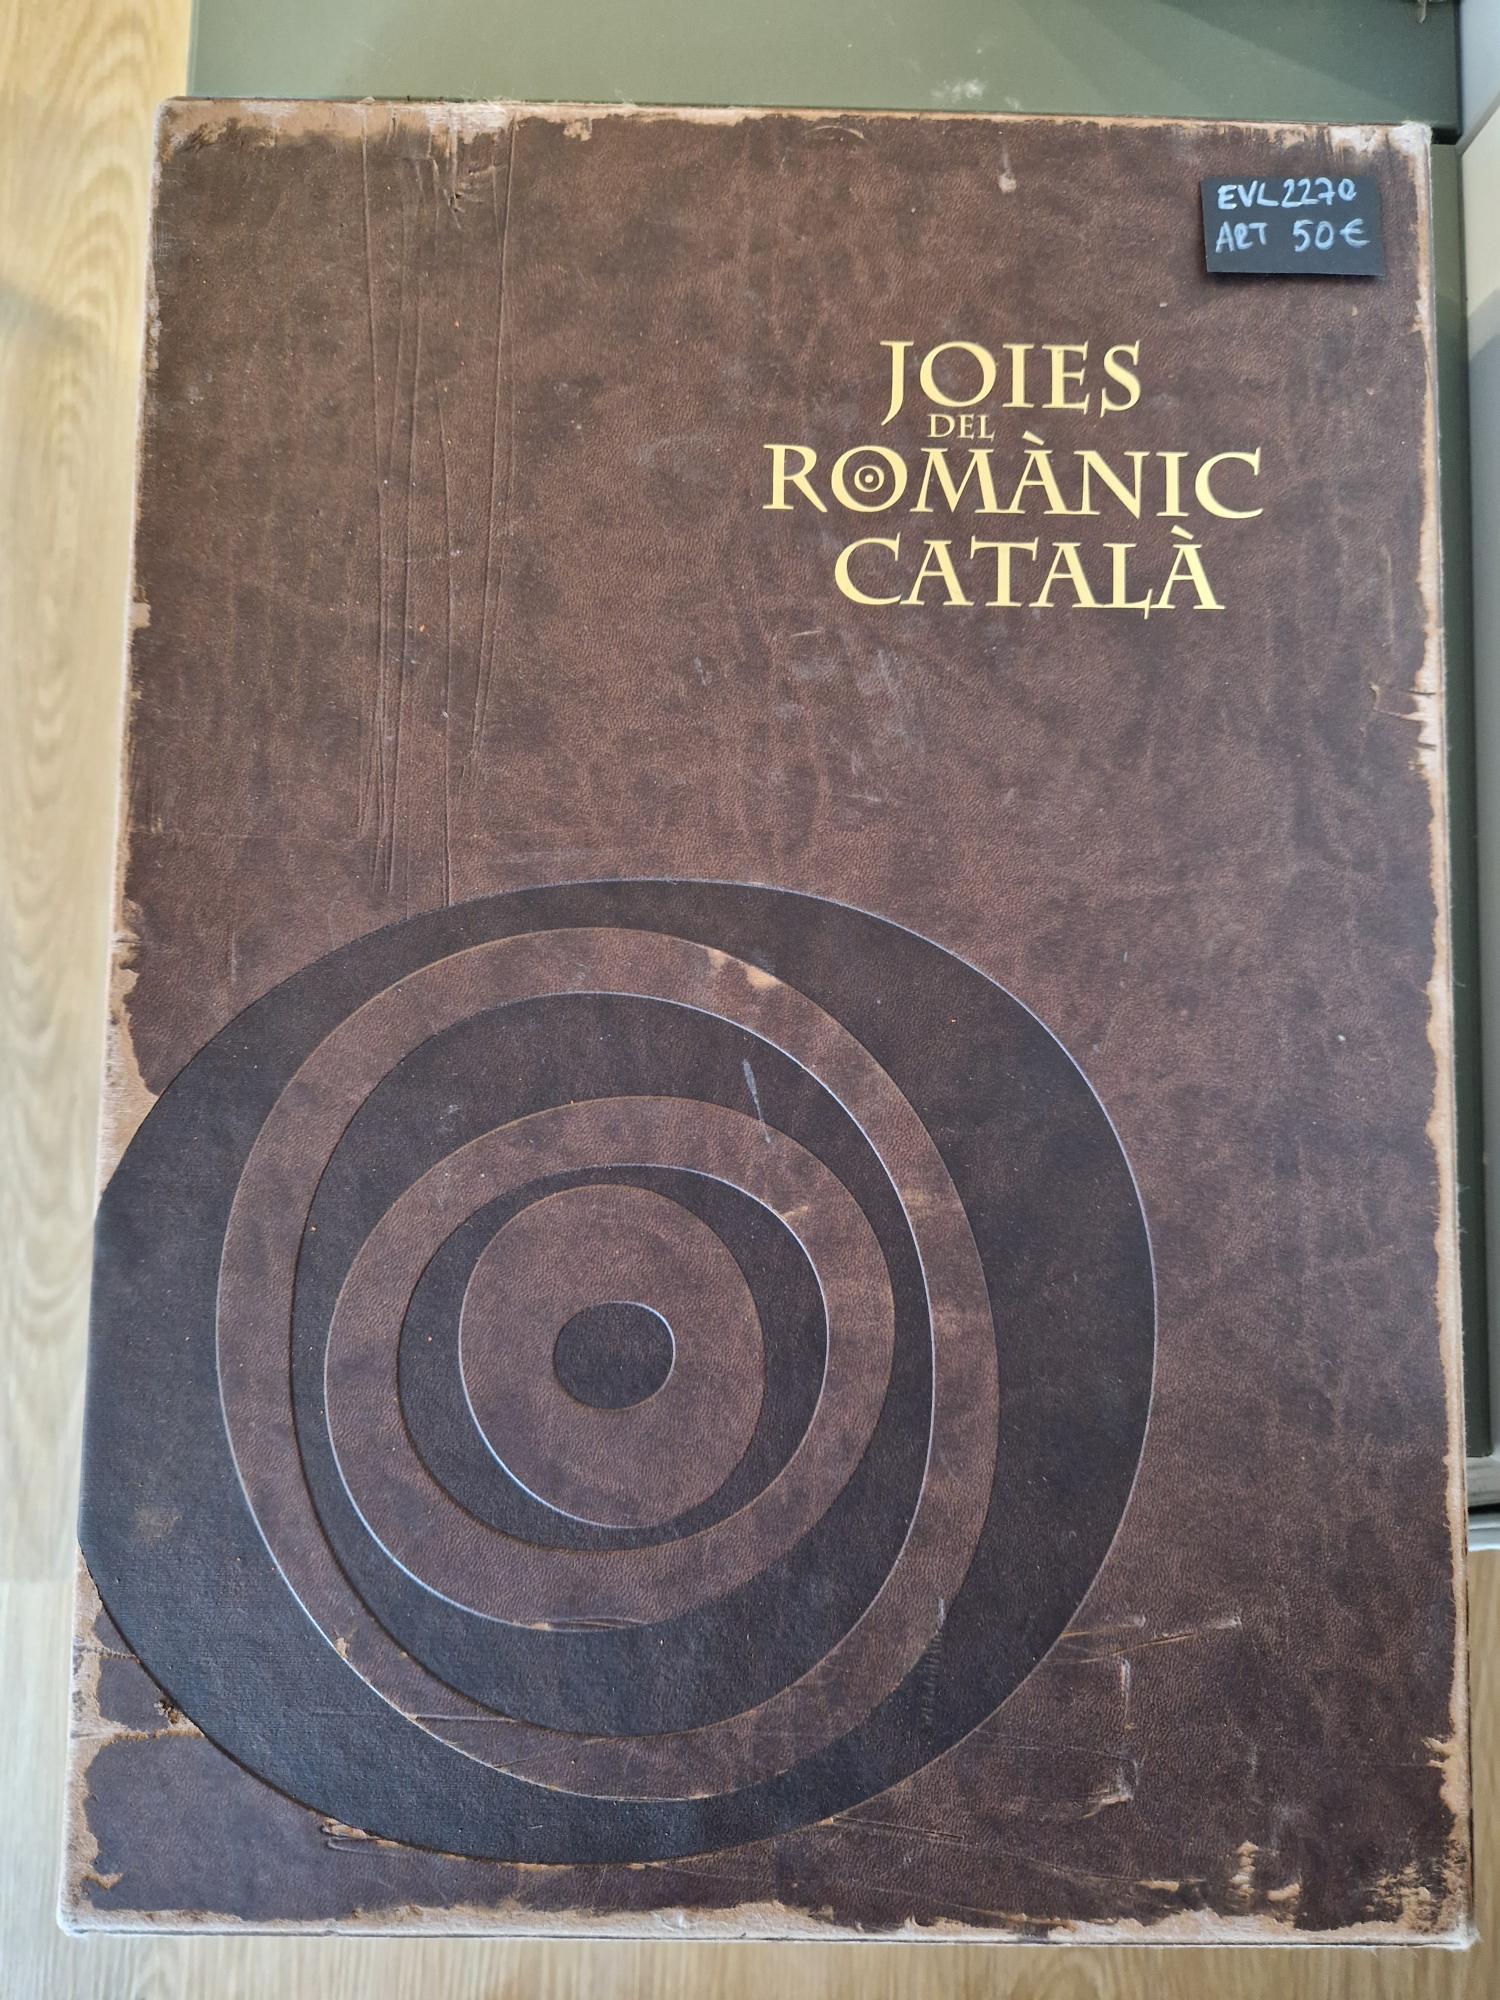 EVL2270
ART 50€
JOIES
DEL
ROMÀNIC
CATALÀ